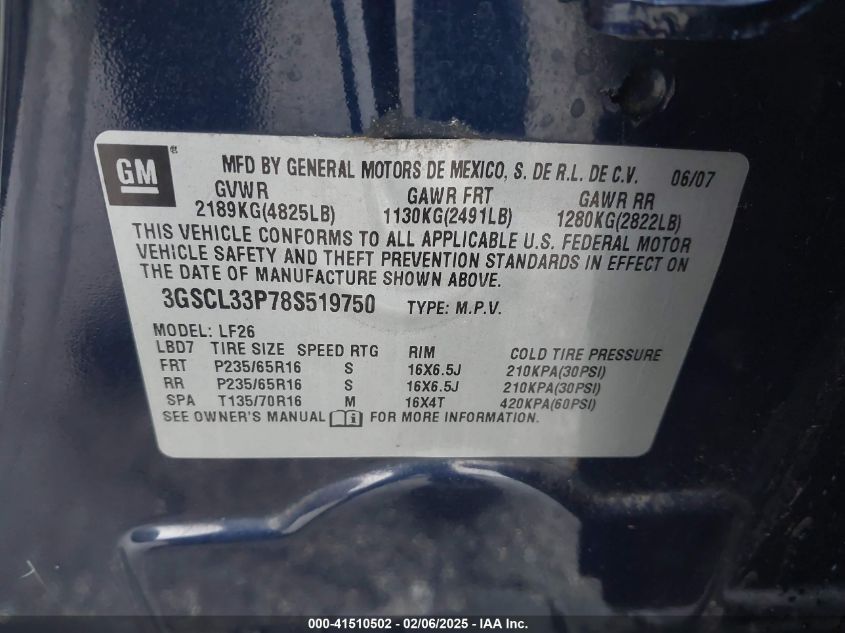 GM®
MFD BY GENERAL MOTORS DE MEXICO, S. DE R.L. DE C.V. 06/07
GVWR GAWR FRT GAWR RR
2189KG(4825LB) 1130KG(2491LB) 1280KG(2822LB)
THIS VEHICLE CONFORMS TO ALL APPLICABLE U.S. FEDERAL MOTOR
VEHICLE SAFETY AND THEFT PREVENTION STANDARDS IN EFFECT ON
THE DATE OF MANUFACTURE SHOWN ABOVE.
3GSCL33P78S519750 TYPE: M.P.V.
MODEL: LF26
LBD7 TIRE SIZE SPEED RTG RIM COLD TIRE PRESSURE
FRT P235/65R16 S 16X6.5J 210KPA(30PSI)
RR P235/65R16 S 16X6.5J 210KPA(30PSI)
SPA T135/70R16 M 16X4T 420KPA(60PSI)
SEE OWNER'S MANUAL FOR MORE INFORMATION.
000-41510502 - 02/06/2025 - IAA Inc.